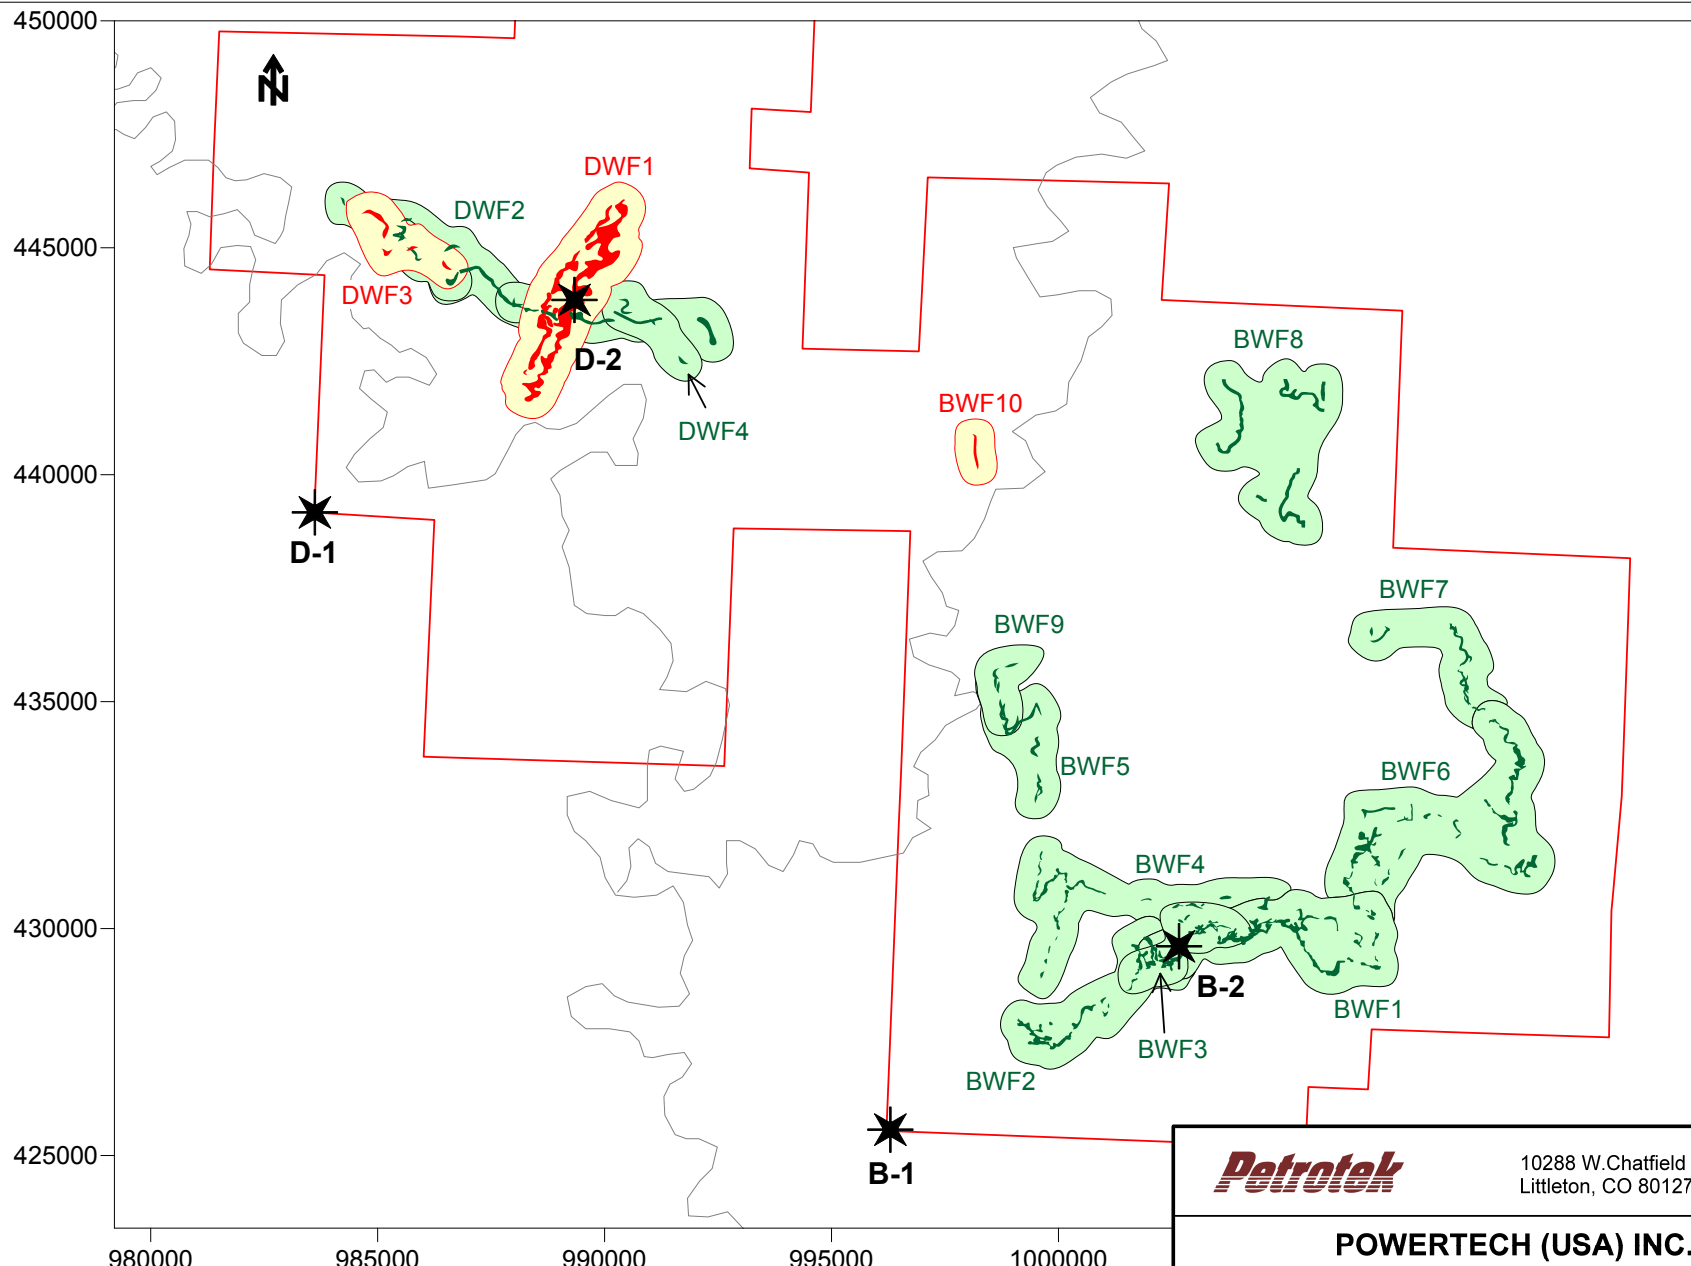 450000
N
DWF1
DWF2
445000
DWF3
D-2
BWF8
BWF10
DWF4
440000
D-1
BWF7
BWF9
435000
BWF5
BWF6
BWF4
430000
B-2
BWF1
BWF3
BWF2
425000
B-1
Petrotek
10288 W.Chatfield
Littleton, CO 80127
POWERTECH (USA) INC.
980000 985000 990000 995000 1000000